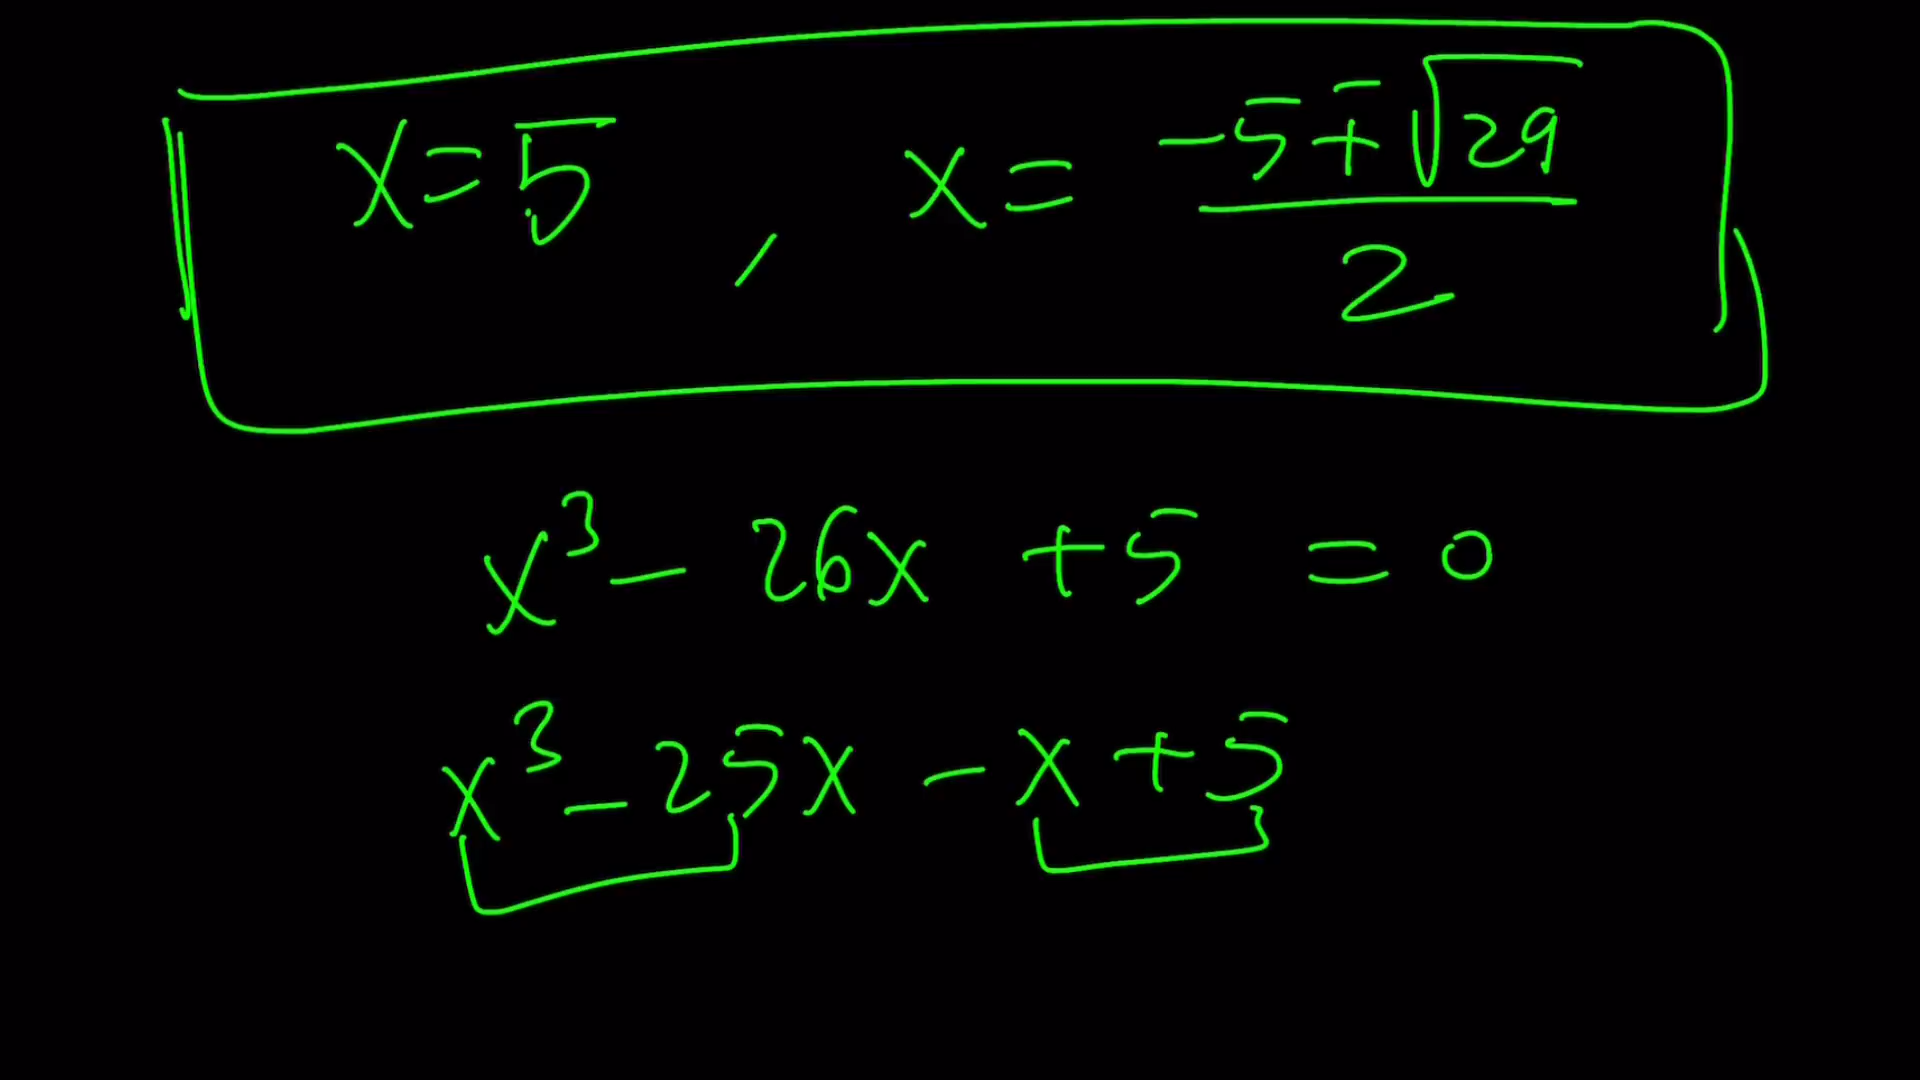 x = 5 , x = (-5 ∓ √29)/2
x³ - 26x + 5 = 0
x³ - 25x - x + 5